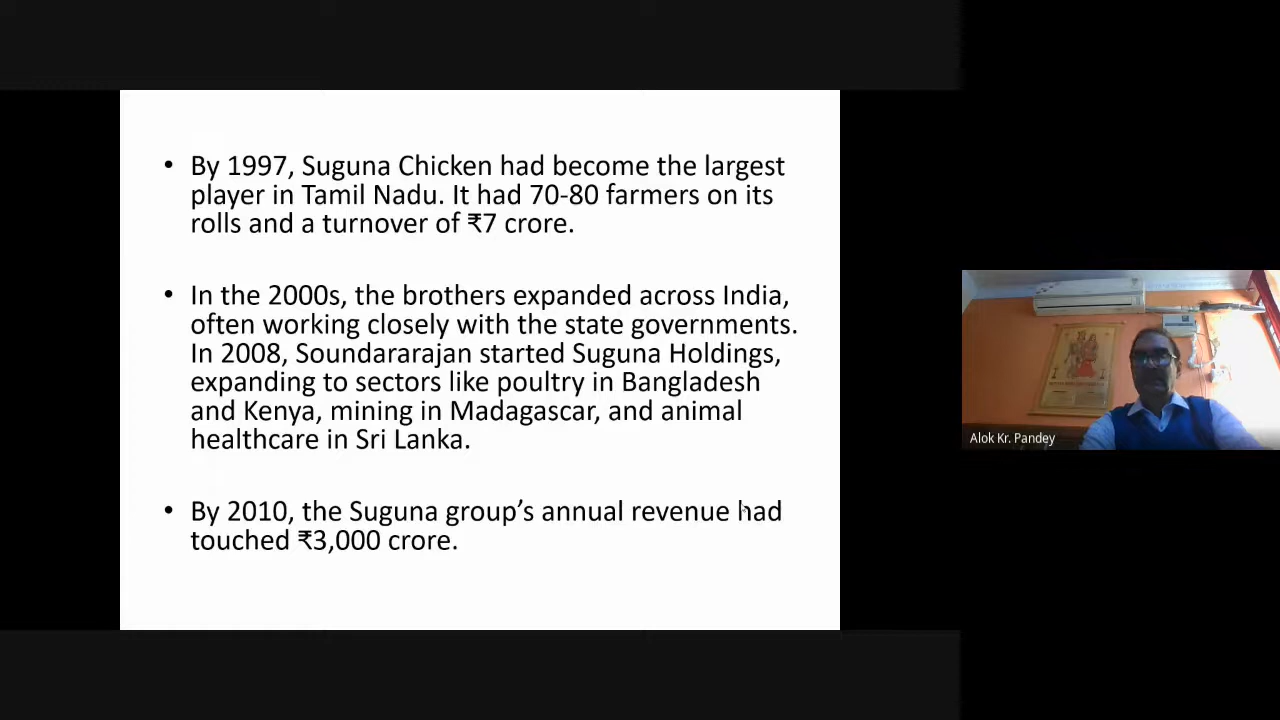 • By 1997, Suguna Chicken had become the largest
player in Tamil Nadu. It had 70-80 farmers on its
rolls and a turnover of ₹7 crore.
• In the 2000s, the brothers expanded across India,
often working closely with the state governments.
In 2008, Soundararajan started Suguna Holdings,
expanding to sectors like poultry in Bangladesh
and Kenya, mining in Madagascar, and animal
healthcare in Sri Lanka.
• By 2010, the Suguna group’s annual revenue had
touched ₹3,000 crore.
Alok Kr. Pandey